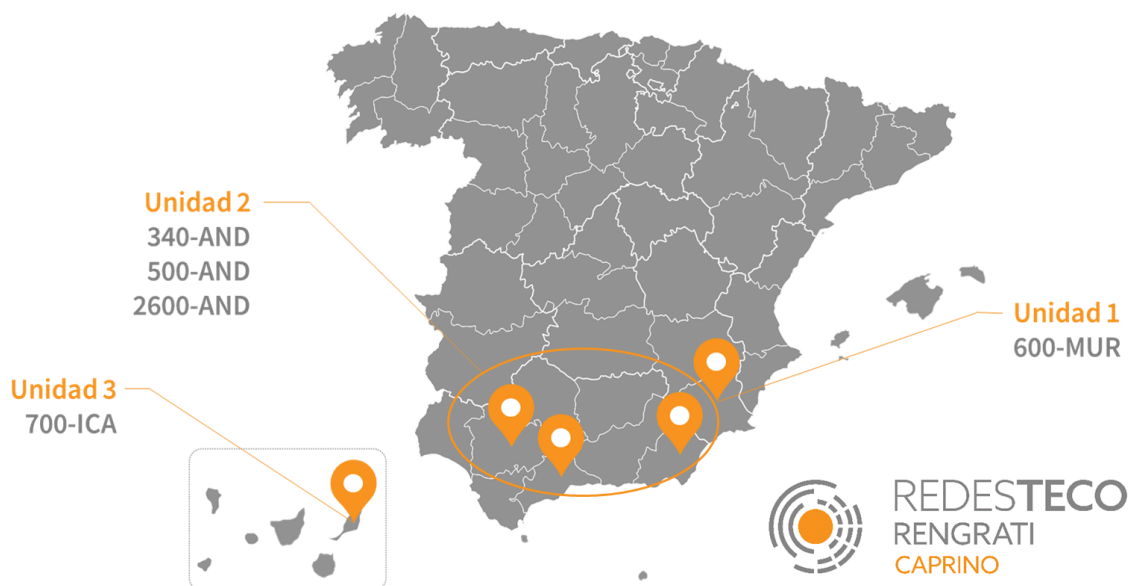 Unidad 2
340-AND
500-AND
2600-AND
Unidad 1
600-MUR
Unidad 3
700-ICA
REDESTECO
RENGRATI
CAPRINO